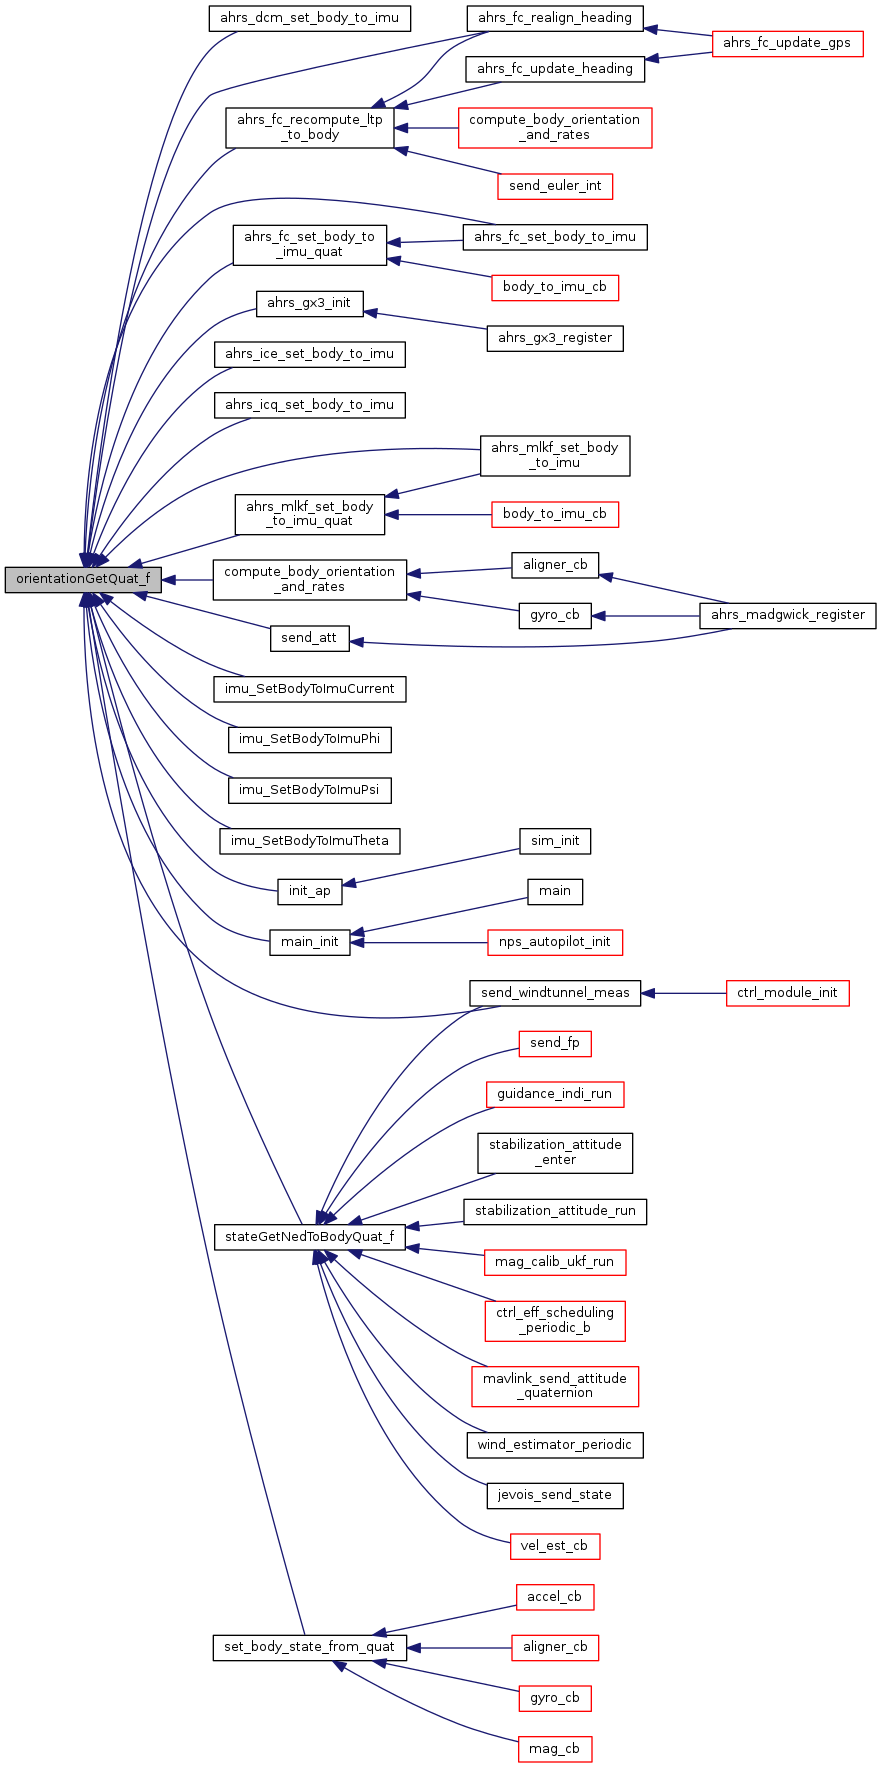 ahrs_dcm_set_body_to_imu
ahrs_fc_realign_heading
ahrs_fc_update_gps
ahrs_fc_update_heading
ahrs_fc_recompute_ltp
_to_body
compute_body_orientation
_and_rates
send_euler_int
ahrs_fc_set_body_to
_imu_quat
ahrs_fc_set_body_to_imu
body_to_imu_cb
ahrs_gx3_init
ahrs_gx3_register
ahrs_ice_set_body_to_imu
ahrs_icq_set_body_to_imu
ahrs_mlkf_set_body
_to_imu
ahrs_mlkf_set_body
_to_imu_quat
body_to_imu_cb
orientationGetQuat_f
compute_body_orientation
_and_rates
aligner_cb
gyro_cb
ahrs_madgwick_register
send_att
imu_SetBodyToImuCurrent
imu_SetBodyToImuPhi
imu_SetBodyToImuPsi
imu_SetBodyToImuTheta
sim_init
init_ap
main
main_init
nps_autopilot_init
send_windtunnel_meas
ctrl_module_init
send_fp
guidance_indi_run
stabilization_attitude
_enter
stabilization_attitude_run
stateGetNedToBodyQuat_f
mag_calib_ukf_run
ctrl_eff_scheduling
_periodic_b
mavlink_send_attitude
_quaternion
wind_estimator_periodic
jevois_send_state
vel_est_cb
accel_cb
set_body_state_from_quat
aligner_cb
gyro_cb
mag_cb